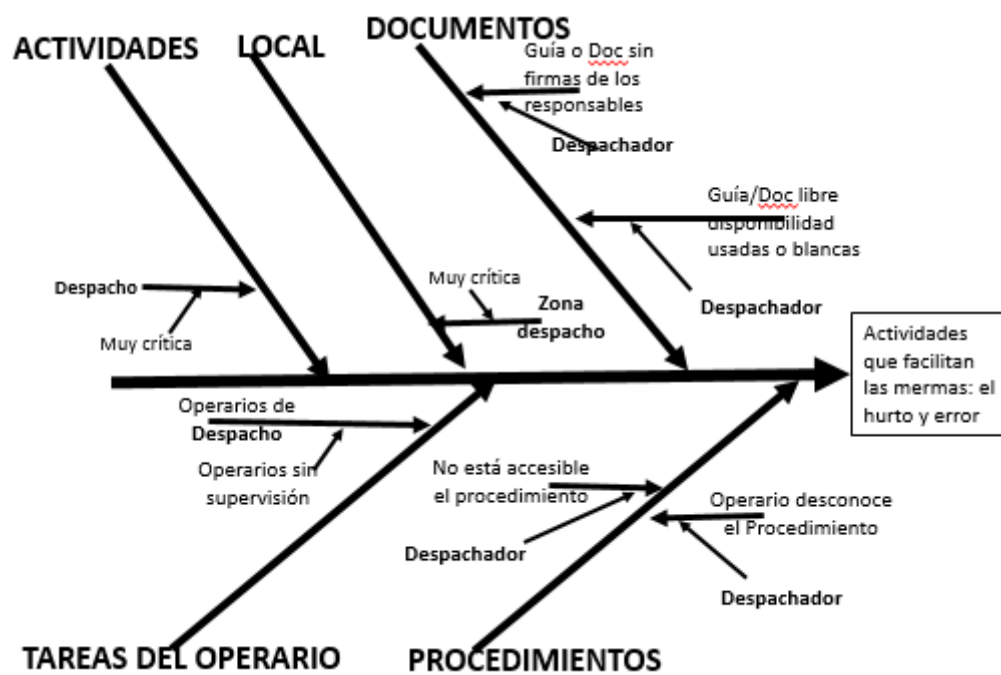 ACTIVIDADES
LOCAL
DOCUMENTOS
Guía o Doc sin
firmas de los
responsables
Despachador
Guía/Doc libre
disponibilidad
usadas o blancas
Despachador
Despacho
Muy crítica
Muy crítica
Zona
despacho
Actividades
que facilitan
las mermas: el
hurto y error
Operarios de
Despacho
Operarios sin
supervisión
No está accesible
el procedimiento
Despachador
Operario desconoce
el Procedimiento
Despachador
TAREAS DEL OPERARIO
PROCEDIMIENTOS